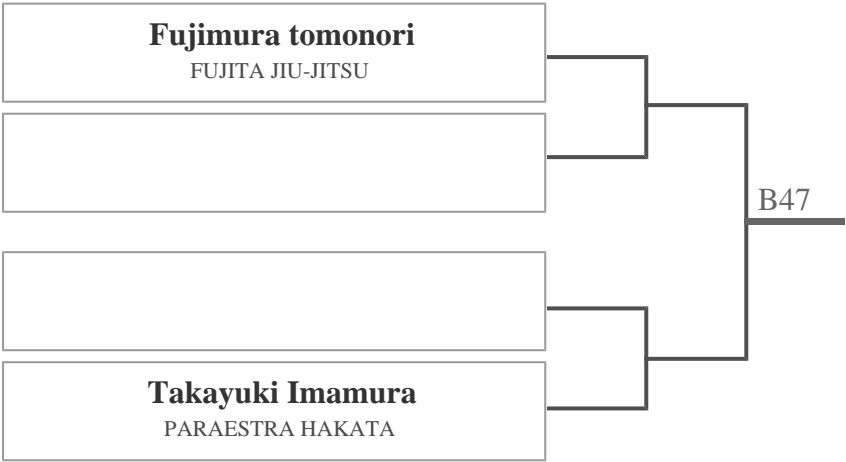 Fujimura tomonori
FUJITA JIU-JITSU
B47
Takayuki Imamura
PARAESTRA HAKATA